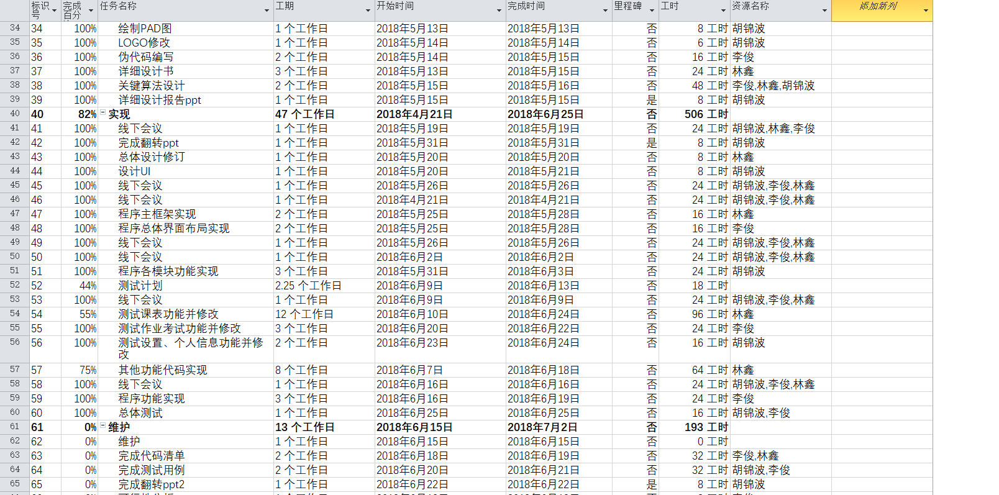 标识号 完成百分 任务名称 工期 开始时间 完成时间 里程碑 工时 资源名称 添加新列
34 34 100% 绘制PAD图 1 个工作日 2018年5月13日 2018年5月13日 否 8 工时 胡锦波
35 35 100% LOGO修改 1 个工作日 2018年5月14日 2018年5月14日 否 6 工时 胡锦波
36 36 100% 伪代码编写 2 个工作日 2018年5月14日 2018年5月15日 否 16 工时 李俊
37 37 100% 详细设计书 3 个工作日 2018年5月13日 2018年5月15日 否 24 工时 林鑫
38 38 100% 关键算法设计 2 个工作日 2018年5月15日 2018年5月16日 否 48 工时 李俊,林鑫,胡锦波
39 39 100% 详细设计报告ppt 1 个工作日 2018年5月15日 2018年5月15日 是 8 工时 胡锦波
40 40 82% 实现 47 个工作日 2018年4月21日 2018年6月25日 否 506 工时
41 41 100% 线下会议 1 个工作日 2018年5月19日 2018年5月19日 否 24 工时 胡锦波,林鑫,李俊
42 42 100% 完成翻转ppt 1 个工作日 2018年5月31日 2018年5月31日 是 8 工时 胡锦波
43 43 100% 总体设计修订 1 个工作日 2018年5月20日 2018年5月20日 否 8 工时 林鑫
44 44 100% 设计UI 1 个工作日 2018年5月20日 2018年5月21日 否 8 工时 胡锦波
45 45 100% 线下会议 1 个工作日 2018年5月26日 2018年5月26日 否 24 工时 胡锦波,李俊,林鑫
46 46 100% 线下会议 1 个工作日 2018年4月21日 2018年4月21日 否 24 工时 胡锦波,李俊,林鑫
47 47 100% 程序主框架实现 2 个工作日 2018年5月25日 2018年5月28日 否 16 工时 林鑫
48 48 100% 程序总体界面布局实现 2 个工作日 2018年5月25日 2018年5月28日 否 16 工时 李俊
49 49 100% 线下会议 1 个工作日 2018年5月26日 2018年5月26日 否 24 工时 胡锦波,李俊,林鑫
50 50 100% 线下会议 1 个工作日 2018年6月2日 2018年6月2日 否 24 工时 胡锦波,李俊,林鑫
51 51 100% 程序各模块功能实现 3 个工作日 2018年5月31日 2018年6月3日 否 24 工时 胡锦波
52 52 44% 测试计划 2.25 个工作日 2018年6月9日 2018年6月13日 否 18 工时
53 53 100% 线下会议 1 个工作日 2018年6月9日 2018年6月9日 否 24 工时 胡锦波,李俊,林鑫
54 54 55% 测试课表功能并修改 12 个工作日 2018年6月10日 2018年6月24日 否 96 工时 林鑫
55 55 100% 测试作业考试功能并修改 3 个工作日 2018年6月20日 2018年6月22日 否 24 工时 李俊
56 56 100% 测试设置、个人信息功能并修 2 个工作日 2018年6月23日 2018年6月24日 否 16 工时 胡锦波
改
57 57 75% 其他功能代码实现 8 个工作日 2018年6月7日 2018年6月18日 否 64 工时 林鑫
58 58 100% 线下会议 1 个工作日 2018年6月16日 2018年6月16日 否 24 工时 胡锦波,李俊,林鑫
59 59 100% 程序功能实现 3 个工作日 2018年6月16日 2018年6月19日 否 24 工时 李俊
60 60 100% 总体测试 1 个工作日 2018年6月25日 2018年6月25日 否 16 工时 胡锦波,李俊
61 61 0% 维护 13 个工作日 2018年6月15日 2018年7月2日 否 193 工时
62 62 0% 维护 1 个工作日 2018年6月15日 2018年6月15日 否 0 工时
63 63 0% 完成代码清单 2 个工作日 2018年6月18日 2018年6月19日 否 32 工时 李俊,林鑫
64 64 0% 完成测试用例 2 个工作日 2018年6月20日 2018年6月21日 否 32 工时 胡锦波,李俊
65 65 0% 完成翻转ppt2 1 个工作日 2018年6月22日 2018年6月22日 是 8 工时 胡锦波